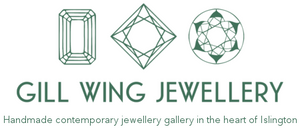 GILL WING JEWELLERY
Handmade contemporary jewellery gallery in the heart of Islington